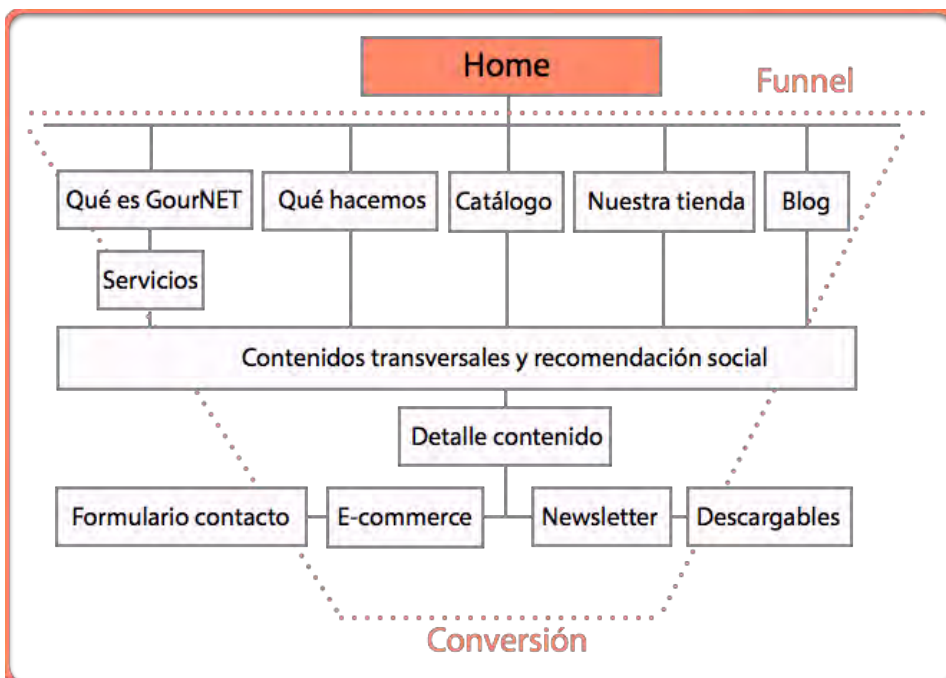 Home
Funnel
Qué es GourNET
Qué hacemos
Catálogo
Nuestra tienda
Blog
Servicios
Contenidos transversales y recomendación social
Detalle contenido
Formulario contacto
E-commerce
Newsletter
Descargables
Conversión